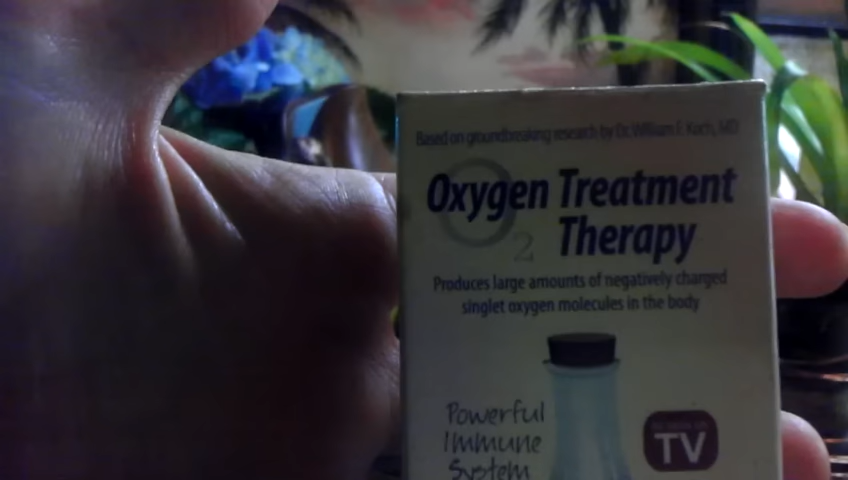 Based on groundbreaking research by Dr. William F. Koch, MD
O2
Oxygen Treatment
Therapy
Produces large amounts of negatively charged
singlet oxygen molecules in the body
Powerful
Immune
System
TV